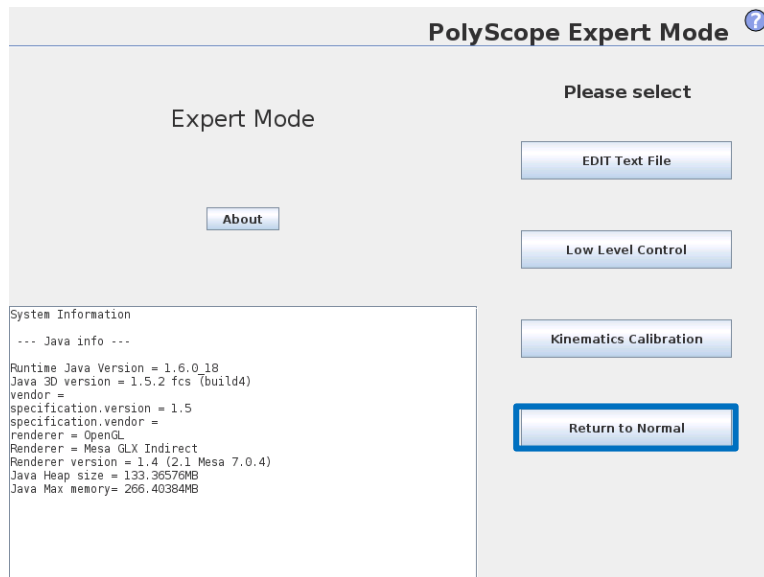 PolyScope Expert Mode
?
Please select
Expert Mode
EDIT Text File
About
Low Level Control
System Information
--- Java info ---
Runtime Java Version = 1.6.0_18
Java 3D version = 1.5.2 fcs (build4)
vendor =
specification.version = 1.5
specification.vendor =
renderer = OpenGL
Renderer = Mesa GLX Indirect
Renderer version = 1.4 (2.1 Mesa 7.0.4)
Java Heap size = 133.36576MB
Java Max memory= 266.40384MB
Kinematics Calibration
Return to Normal